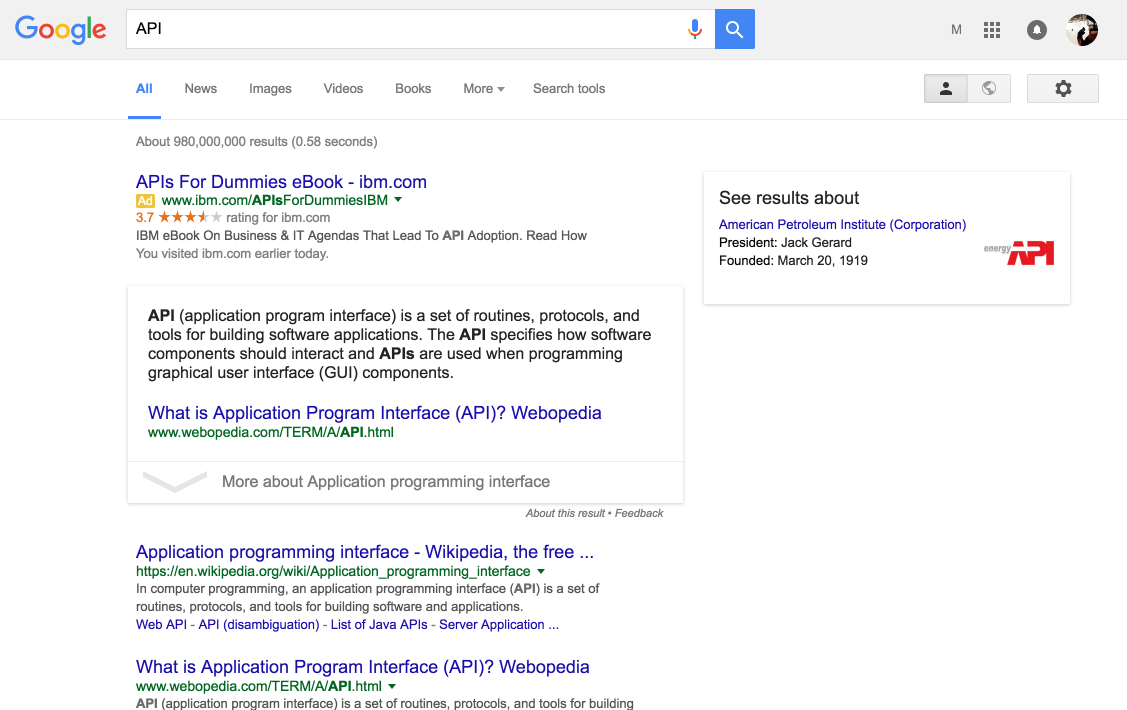 Google
API
M
All News Images Videos Books More Search tools
About 980,000,000 results (0.58 seconds)
APIs For Dummies eBook - ibm.com
Ad www.ibm.com/APIsForDummiesIBM
3.7 rating for ibm.com
IBM eBook On Business & IT Agendas That Lead To API Adoption. Read How
You visited ibm.com earlier today.
API (application program interface) is a set of routines, protocols, and
tools for building software applications. The API specifies how software
components should interact and APIs are used when programming
graphical user interface (GUI) components.
What is Application Program Interface (API)? Webopedia
www.webopedia.com/TERM/A/API.html
More about Application programming interface
About this result • Feedback
Application programming interface - Wikipedia, the free ...
https://en.wikipedia.org/wiki/Application_programming_interface
In computer programming, an application programming interface (API) is a set of
routines, protocols, and tools for building software and applications.
Web API - API (disambiguation) - List of Java APIs - Server Application ...
What is Application Program Interface (API)? Webopedia
www.webopedia.com/TERM/A/API.html
API (application program interface) is a set of routines, protocols, and tools for building
See results about
American Petroleum Institute (Corporation)
President: Jack Gerard
Founded: March 20, 1919
energy API